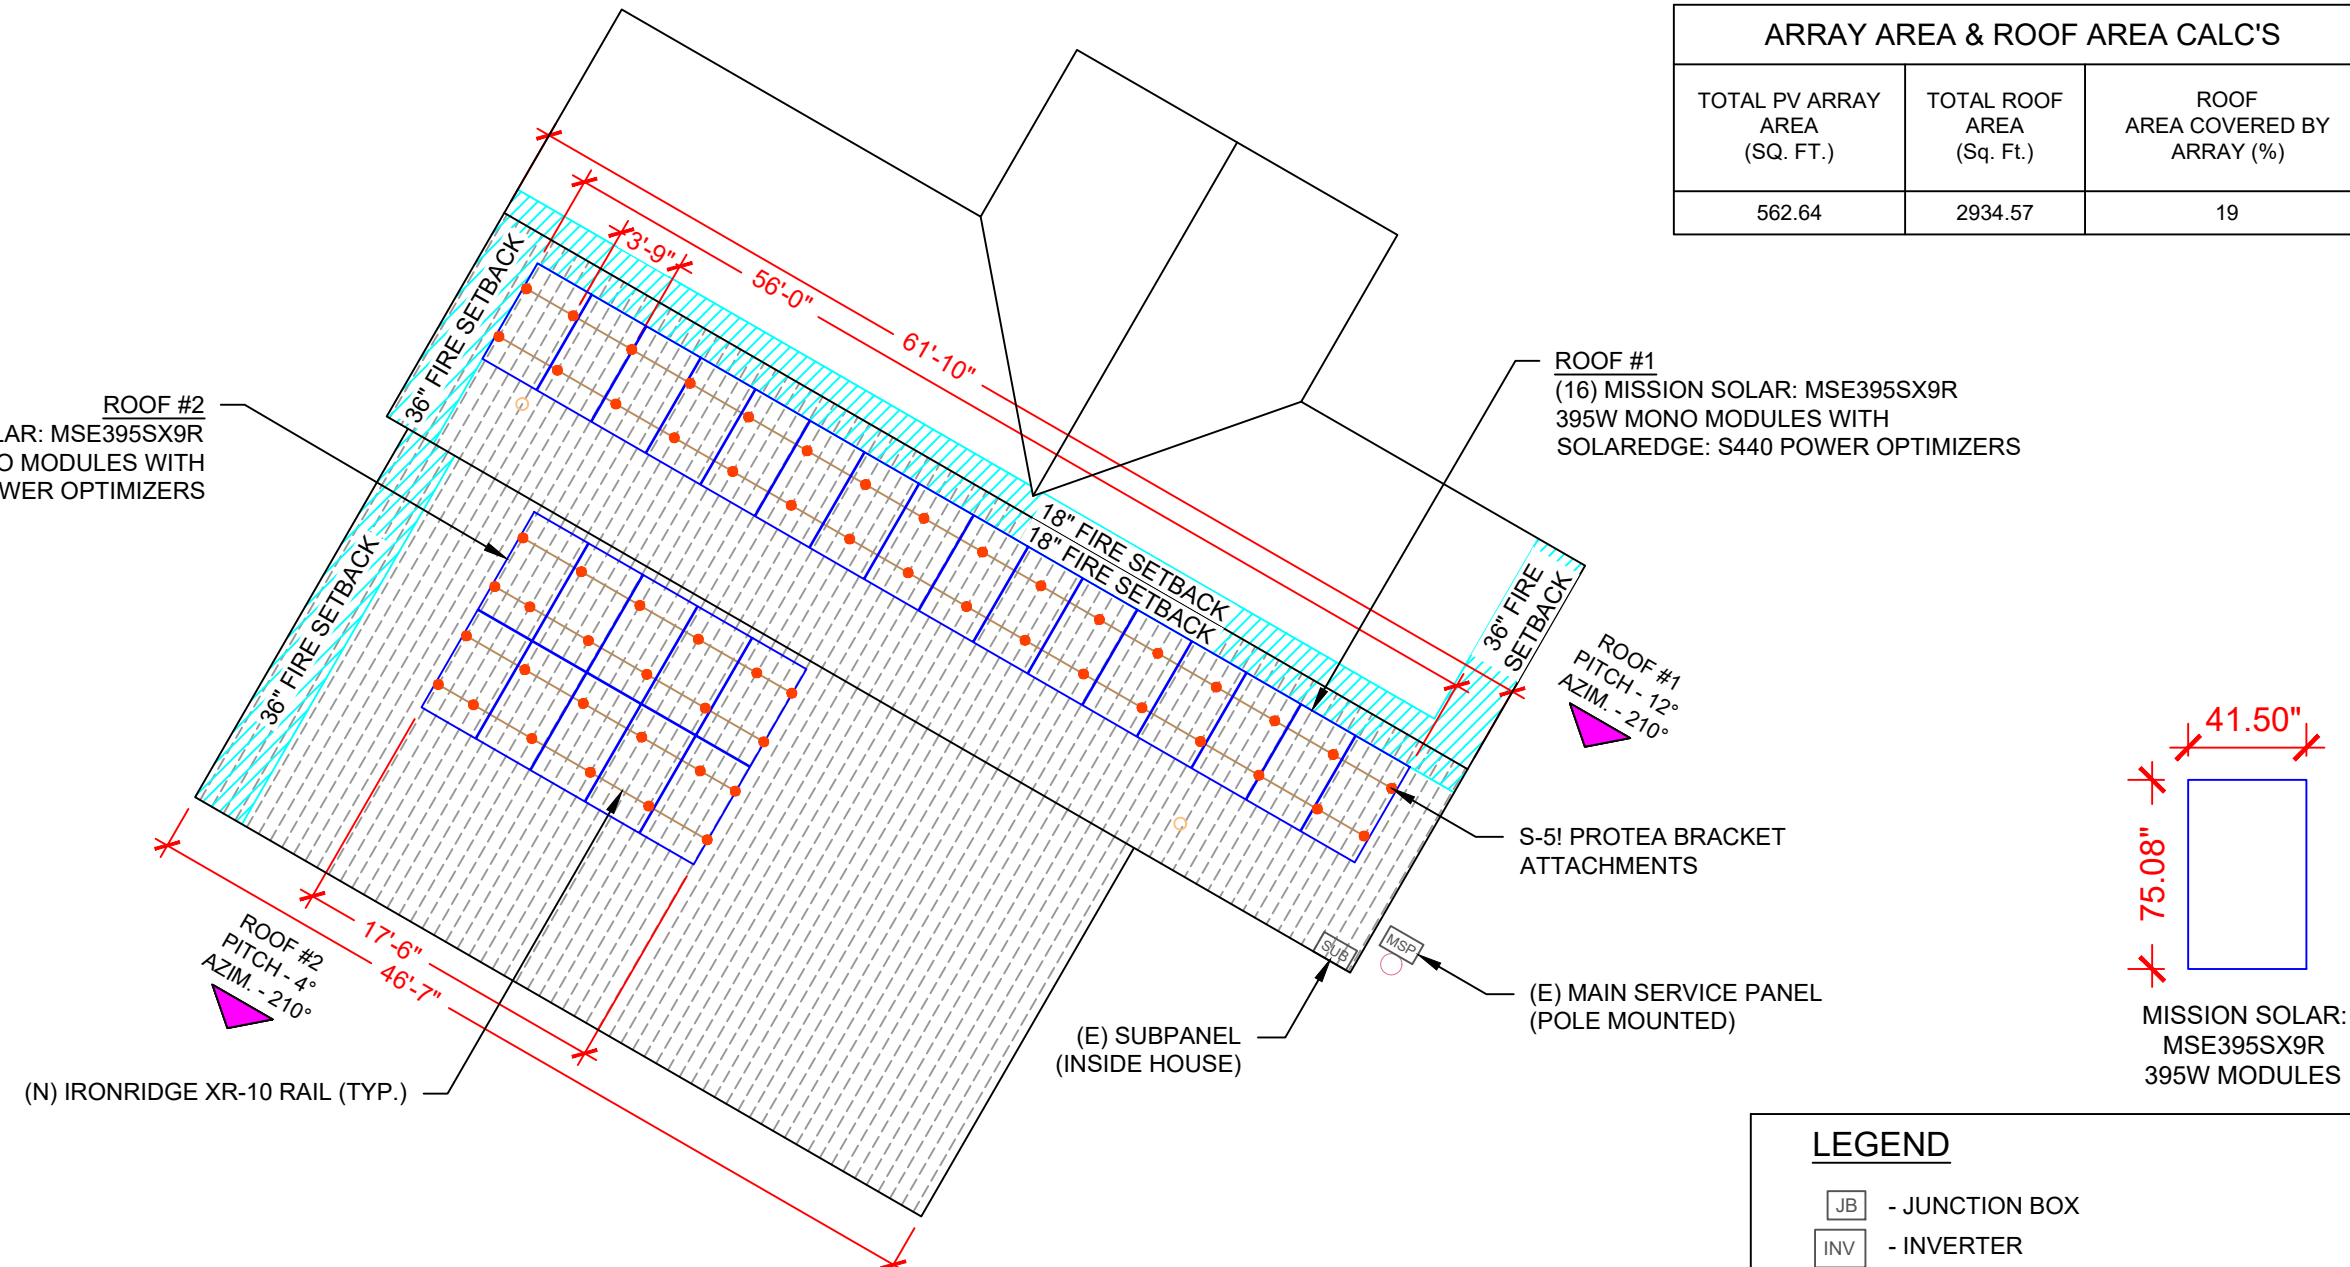 ARRAY AREA & ROOF AREA CALC'S
TOTAL PV ARRAY
AREA
(SQ. FT.)
TOTAL ROOF
AREA
(Sq. Ft.)
ROOF
AREA COVERED BY
ARRAY (%)
562.64
2934.57
19
3'-9"
56'-0"
61'-10"
36" FIRE SETBACK
ROOF #2
LAR: MSE395SX9R
O MODULES WITH
WER OPTIMIZERS
ROOF #1
(16) MISSION SOLAR: MSE395SX9R
395W MONO MODULES WITH
SOLAREDGE: S440 POWER OPTIMIZERS
18" FIRE SETBACK
18" FIRE SETBACK
36" FIRE
SETBACK
36" FIRE SETBACK
ROOF #1
PITCH - 12°
AZIM. - 210°
41.50"
75.08"
MISSION SOLAR:
MSE395SX9R
395W MODULES
S-5! PROTEA BRACKET
ATTACHMENTS
SUB
MSP
(E) MAIN SERVICE PANEL
(POLE MOUNTED)
(E) SUBPANEL
(INSIDE HOUSE)
17'-6"
46'-7"
ROOF #2
PITCH - 4°
AZIM. - 210°
(N) IRONRIDGE XR-10 RAIL (TYP.)
LEGEND
JB - JUNCTION BOX
INV - INVERTER